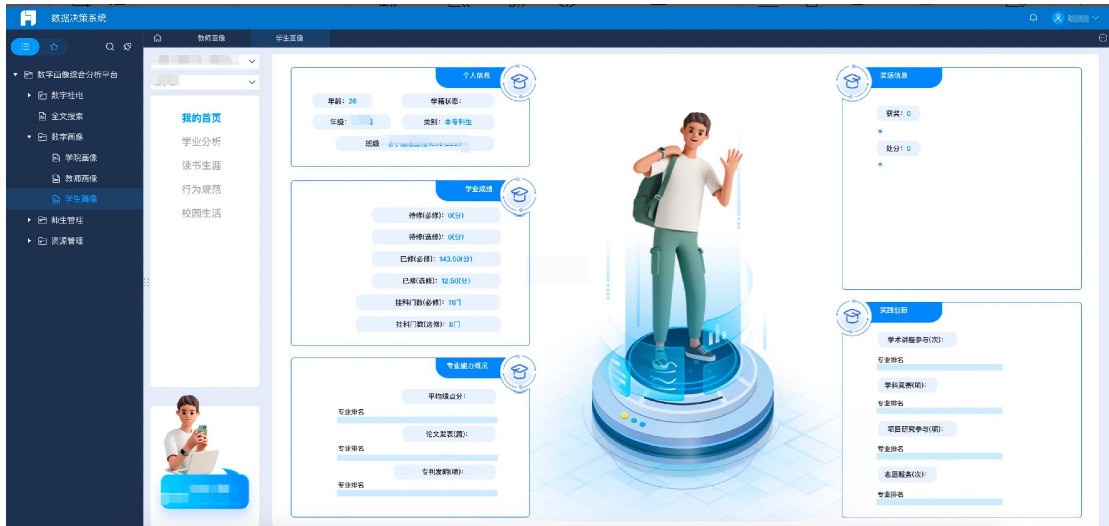 数据决策系统
教师画像
学生画像
数字画像综合分析平台
数字社电
全文搜索
数字画像
学院画像
教师画像
学生画像
师生管理
资源管理
我的首页
学业分析
读书生涯
行为规范
校园生活
个人信息
年龄：26
学籍状态：
年级：
类别：本专科生
班级
学业成绩
待修(必修)：0(分)
待修(选修)：0(分)
已修(必修)：143.50(分)
已修(选修)：12.50(分)
挂科门数(必修)：11门
挂科门数(选修)：8门
专业能力概况
平均绩点分：
专业排名
论文发表(篇)：
专业排名
专利发明(项)：
专业排名
奖惩信息
获奖：0
处分：0
实践创新
学术讲座参与(次)：
专业排名
学科竞赛(项)：
专业排名
项目研究参与(项)：
专业排名
志愿服务(次)：
专业排名